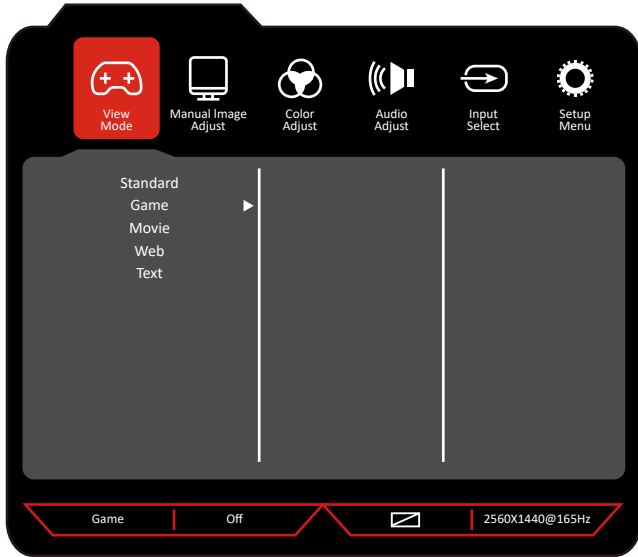 View
Mode
Manual Image
Adjust
Color
Adjust
Audio
Adjust
Input
Select
Setup
Menu
Standard
Game
Movie
Web
Text
Game
Off
2560X1440@165Hz